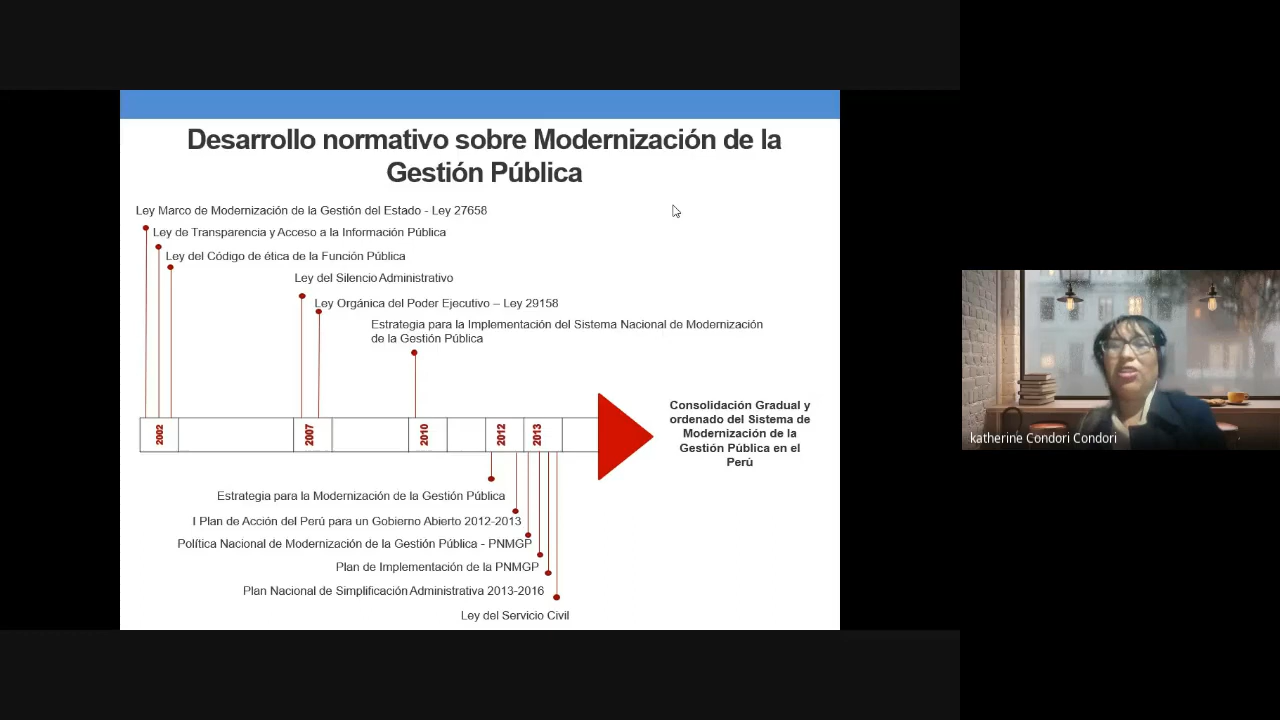 Desarrollo normativo sobre Modernización de la
Gestión Pública
Ley Marco de Modernización de la Gestión del Estado - Ley 27658
Ley de Transparencia y Acceso a la Información Pública
Ley del Código de ética de la Función Pública
Ley del Silencio Administrativo
Ley Orgánica del Poder Ejecutivo – Ley 29158
Estrategia para la Implementación del Sistema Nacional de Modernización
de la Gestión Pública
2002
2007
2010
2012
2013
Consolidación Gradual y
ordenado del Sistema de
Modernización de la
Gestión Pública en el
Perú
Estrategia para la Modernización de la Gestión Pública
I Plan de Acción del Perú para un Gobierno Abierto 2012-2013
Política Nacional de Modernización de la Gestión Pública - PNMGP
Plan de Implementación de la PNMGP
Plan Nacional de Simplificación Administrativa 2013-2016
Ley del Servicio Civil
katherine Condori Condori